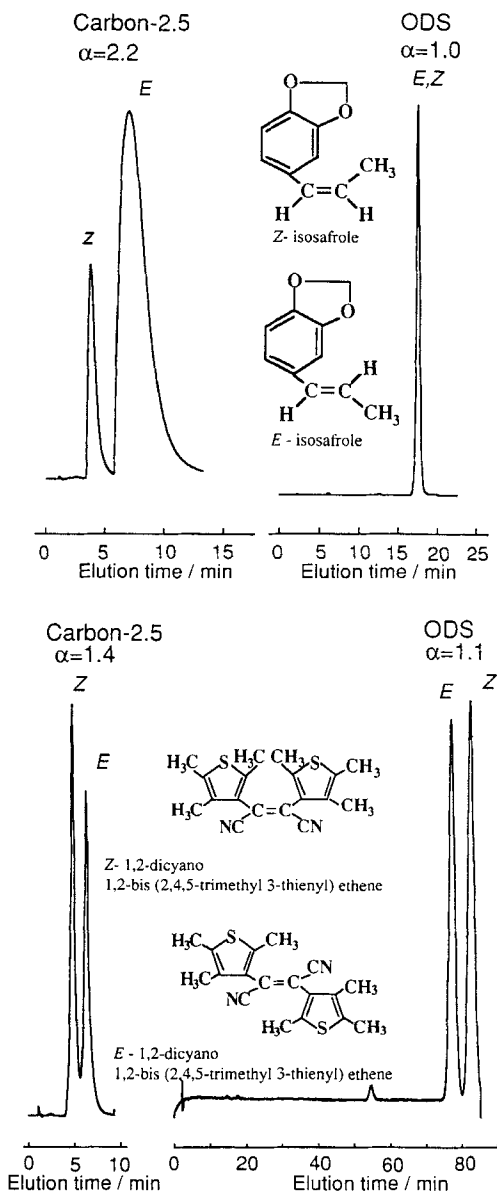 Carbon-2.5
α=2.2
Z
E
ODS
α=1.0
E,Z
O
O
CH3
C=C
H
H
Z- isosafrole
O
O
H
C=C
H
CH3
E - isosafrole
0 5 10 15
Elution time / min
0 5 10 15 20 25
Elution time / min
Carbon-2.5
α=1.4
Z
E
ODS
α=1.1
E
Z
H3C S CH3 CH3 S CH3
H3C CH3
C=C
NC CN
Z- 1,2-dicyano
1,2-bis (2,4,5-trimethyl 3-thienyl) ethene
H3C S CH3
H3C CN
C=C
NC CH3
H3C S CH3
E - 1,2-dicyano
1,2-bis (2,4,5-trimethyl 3-thienyl) ethene
0 5 10
Elution time / min
0 20 40 60 80
Elution time / min